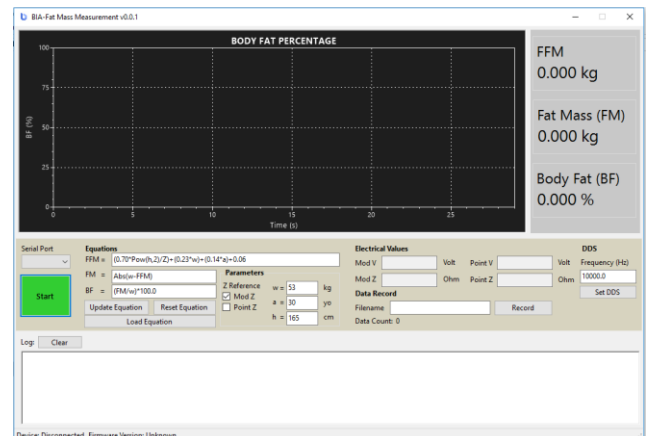 BIA-Fat Mass Measurement v0.0.1
BODY FAT PERCENTAGE
100
75
50
25
0
BF (%)
0 5 10 15 20 25
Time (s)
FFM
0.000 kg
Fat Mass (FM)
0.000 kg
Body Fat (BF)
0.000 %
Serial Port
Start
Equations
FFM = (0.70*Pow(h,2)/Z)+(0.23*w)+(0.14*a)+0.06
FM = Abs(w-FFM)
BF = (FM/w)*100.0
Update Equation Reset Equation
Load Equation
Parameters
Z Reference
Mod Z
Point Z
w = 53 kg
a = 30 yo
h = 165 cm
Electrical Values
Mod V Volt Point V Volt
Mod Z Ohm Point Z Ohm
Data Record
Filename Record
Data Count: 0
DDS
Frequency (Hz)
10000.0
Set DDS
Log: Clear
Device: Disconnected, Firmware Version: Unknown